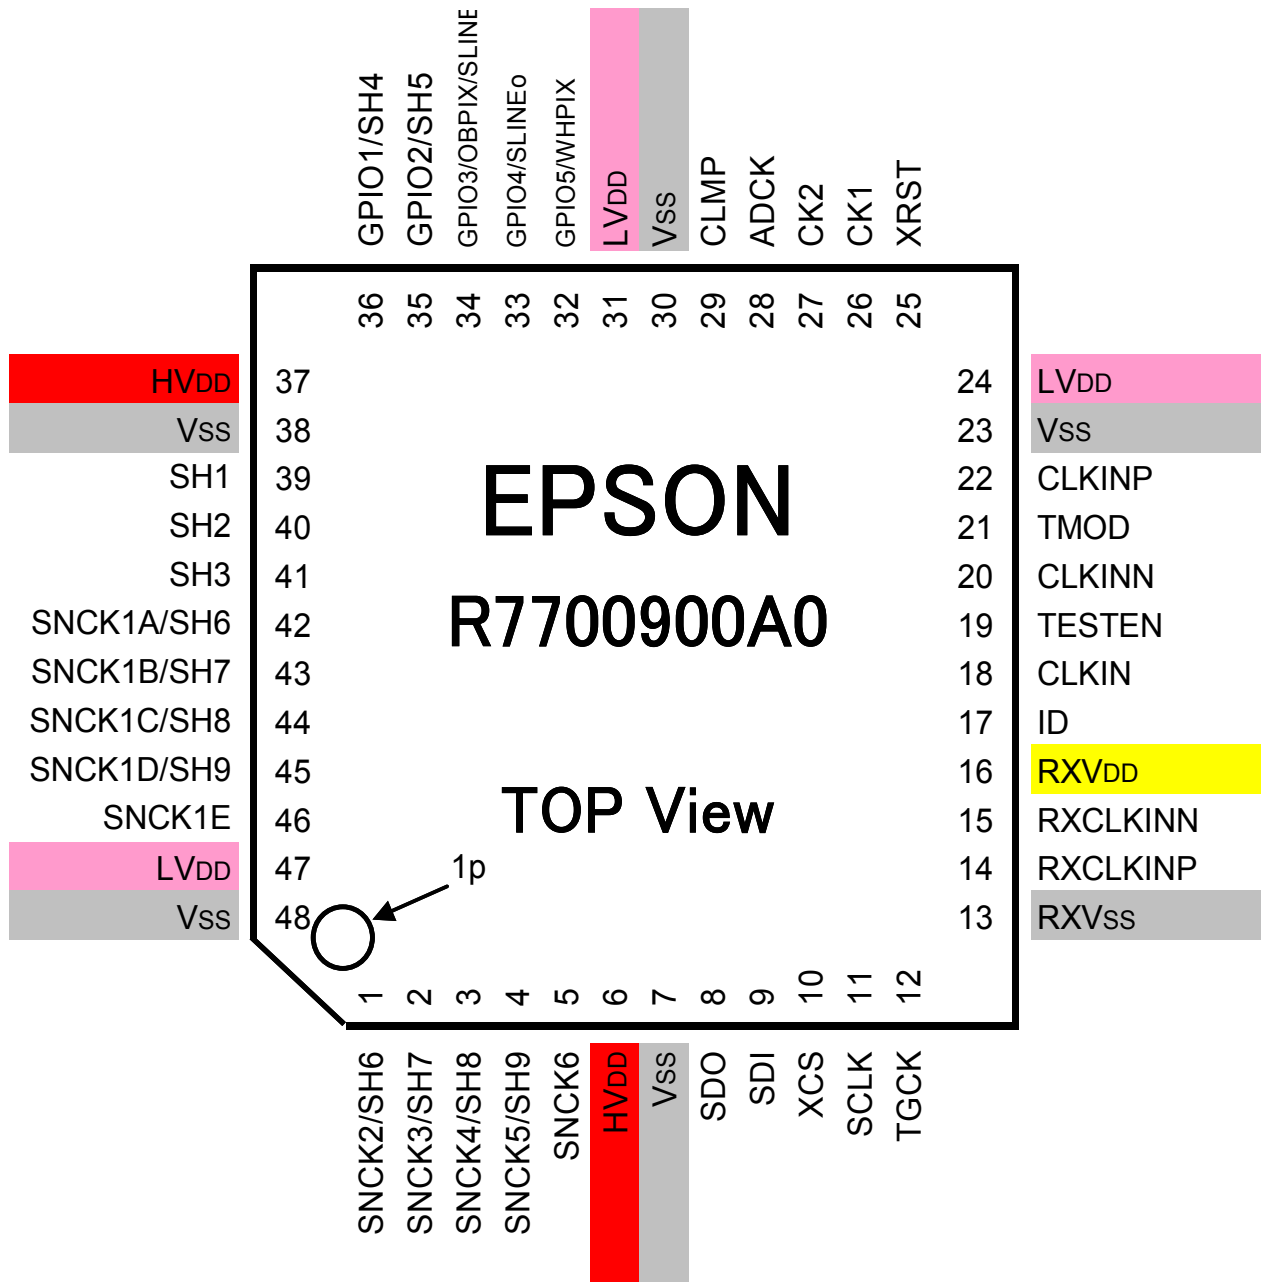 GPIO1/SH4
GPIO2/SH5
GPIO3/OBPIX/SLINE
GPIO4/SLINEo
GPIO5/WHPIX
LVDD
VSS
CLMP
ADCK
CK2
CK1
XRST
36 35 34 33 32 31 30 29 28 27 26 25
HVDD 37
VSS 38
SH1 39
SH2 40
SH3 41
SNCK1A/SH6 42
SNCK1B/SH7 43
SNCK1C/SH8 44
SNCK1D/SH9 45
SNCK1E 46
LVDD 47
VSS 48
EPSON
R7700900A0
TOP View
1p
24 LVDD
23 VSS
22 CLKINP
21 TMOD
20 CLKINN
19 TESTEN
18 CLKIN
17 ID
16 RXVDD
15 RXCLKINN
14 RXCLKINP
13 RXVSS
1 2 3 4 5 6 7 8 9 10 11 12
SNCK2/SH6
SNCK3/SH7
SNCK4/SH8
SNCK5/SH9
SNCK6
HVDD
VSS
SDO
SDI
XCS
SCLK
TGCK